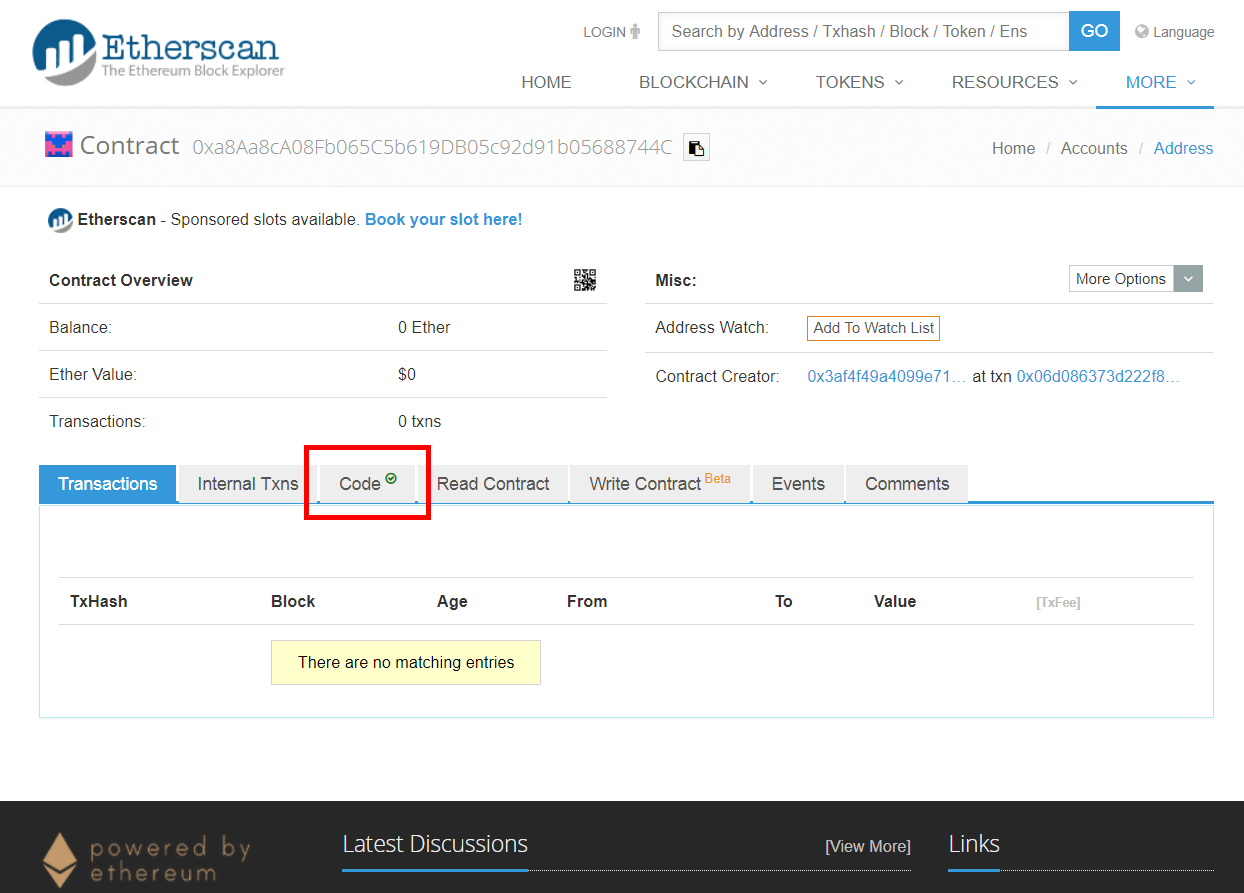 Etherscan
The Ethereum Block Explorer
LOGIN
Search by Address / Txhash / Block / Token / Ens
GO
Language
HOME
BLOCKCHAIN
TOKENS
RESOURCES
MORE
Contract 0xa8Aa8cA08Fb065C5b619DB05c92d91b05688744C
Home / Accounts / Address
Etherscan - Sponsored slots available. Book your slot here!
Contract Overview
Balance: 0 Ether
Ether Value: $0
Transactions: 0 txns
Misc:
More Options
Address Watch: Add To Watch List
Contract Creator: 0x3af4f49a4099e71... at txn 0x06d086373d222f8...
Transactions
Internal Txns
Code
Read Contract
Write Contract Beta
Events
Comments
TxHash Block Age From To Value [TxFee]
There are no matching entries
powered by
ethereum
Latest Discussions
[View More]
Links